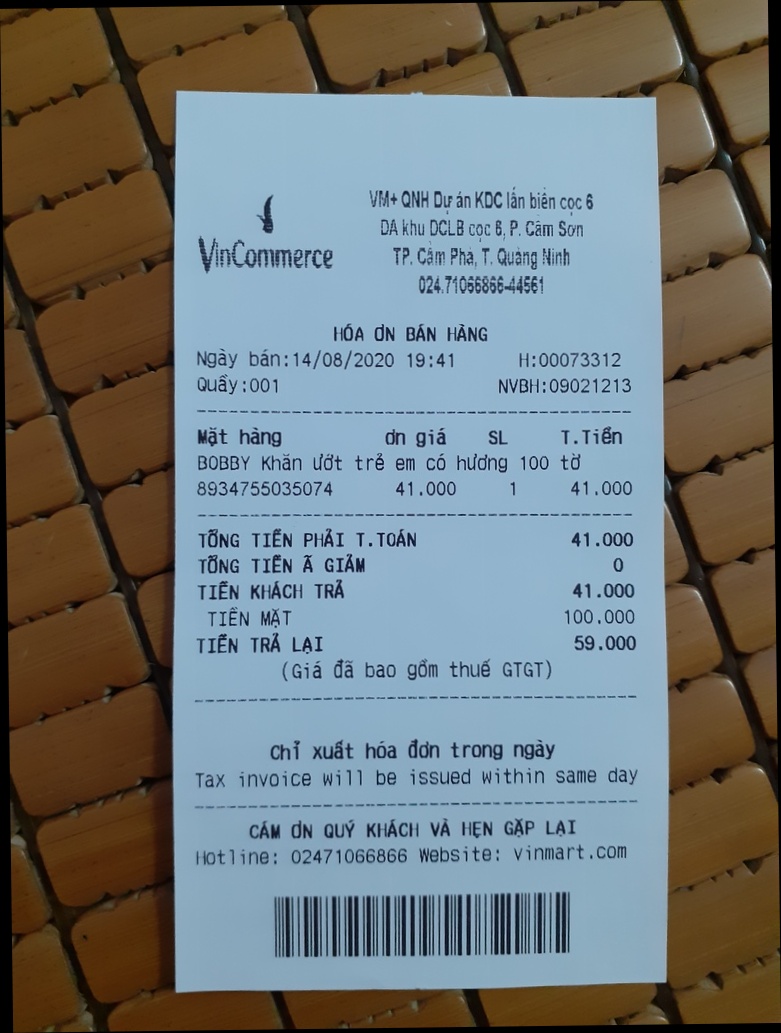 VinCommerce
VM+ QNH Dự án KDC lấn biển cọc 6
DA khu DCLB cọc 6, P. Cẩm Sơn
TP. Cẩm Phả, T. Quảng Ninh
024.71066866-44561
HÓA ƠN BÁN HÀNG
Ngày bán:14/08/2020 19:41 H:00073312
Quầy:001 NVBH:09021213
Mặt hàng ơn giá SL T.Tiền
BOBBY Khăn ướt trẻ em có hương 100 tờ
8934755035074 41.000 1 41.000
TỔNG TIỀN PHẢI T.TOÁN 41.000
TỔNG TIỀN Ã GIẢM 0
TIỀN KHÁCH TRẢ 41.000
TIỀN MẶT 100.000
TIỀN TRẢ LẠI 59.000
(Giá đã bao gồm thuế GTGT)
Chỉ xuất hóa đơn trong ngày
Tax invoice will be issued within same day
CÁM ƠN QUÝ KHÁCH VÀ HẸN GẶP LẠI
Hotline: 02471066866 Website: vinmart.com